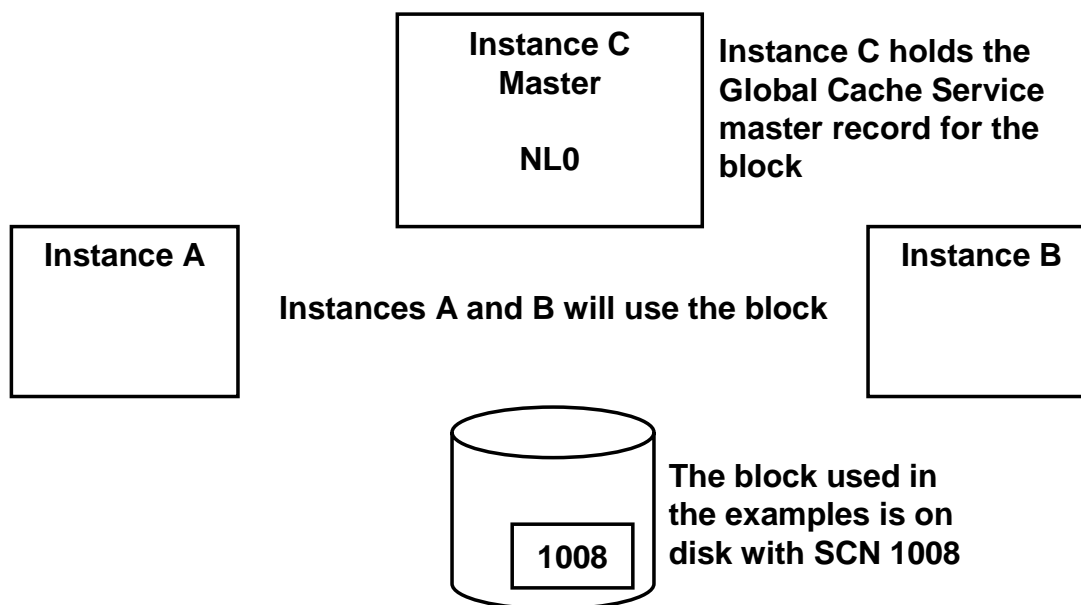 Instance C
Master
NL0
Instance C holds the
Global Cache Service
master record for the
block
Instance A
Instance B
Instances A and B will use the block
1008
The block used in
the examples is on
disk with SCN 1008